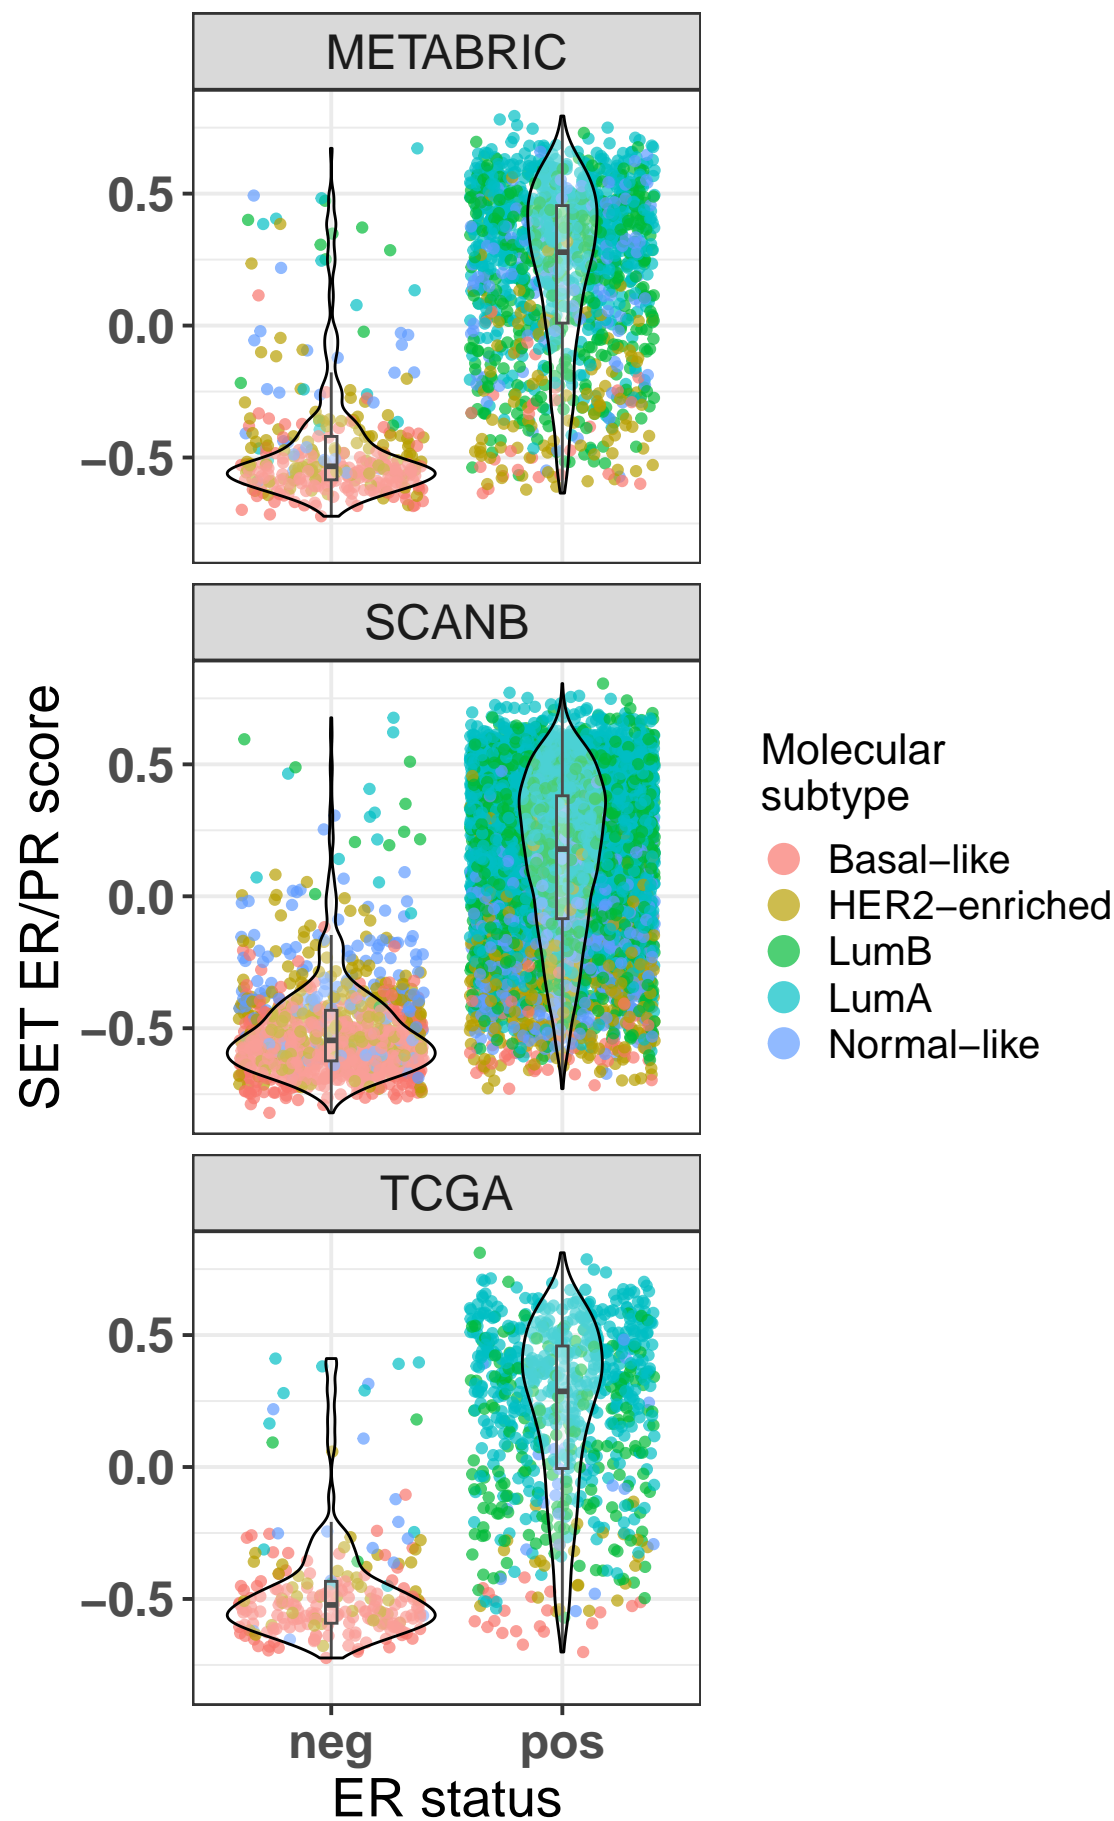 METABRIC
0.5
0.0
−0.5
SCANB
0.5
0.0
−0.5
TCGA
0.5
0.0
−0.5
neg
pos
ER status
SET ER/PR score
Molecular
subtype
Basal−like
HER2−enriched
LumB
LumA
Normal−like